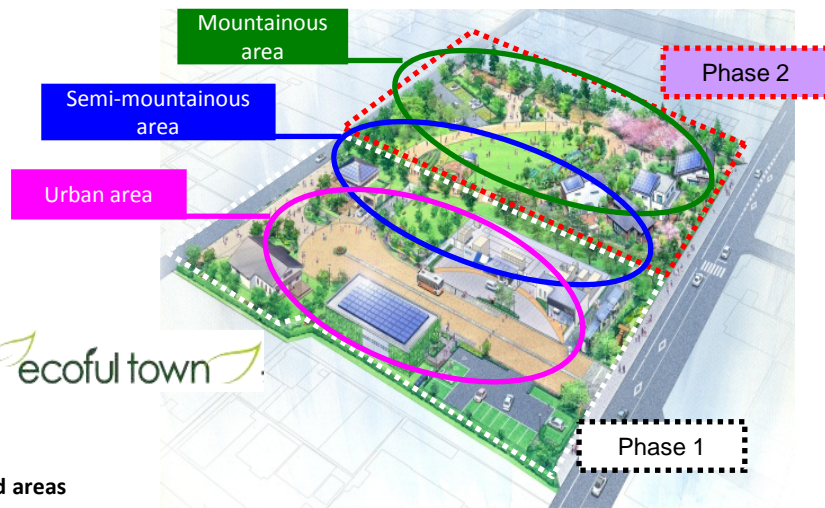 Mountainous
area
Phase 2
Semi-mountainous
area
Urban area
ecoful town
Phase 1
d areas